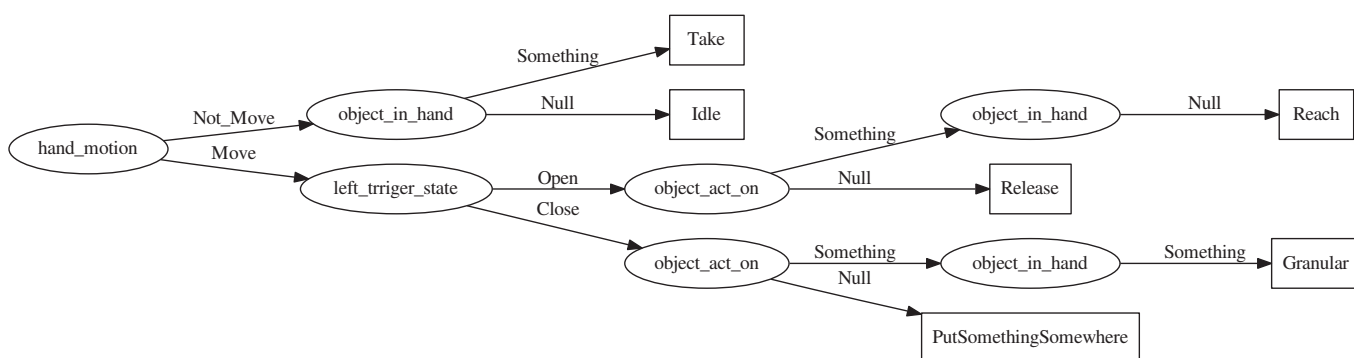 hand_motion
Not_Move
Move
object_in_hand
Something
Null
Take
Idle
left_trriger_state
Open
Close
object_act_on
Something
Null
object_in_hand
Null
Reach
Release
object_act_on
Something
Null
object_in_hand
Something
Granular
PutSomethingSomewhere